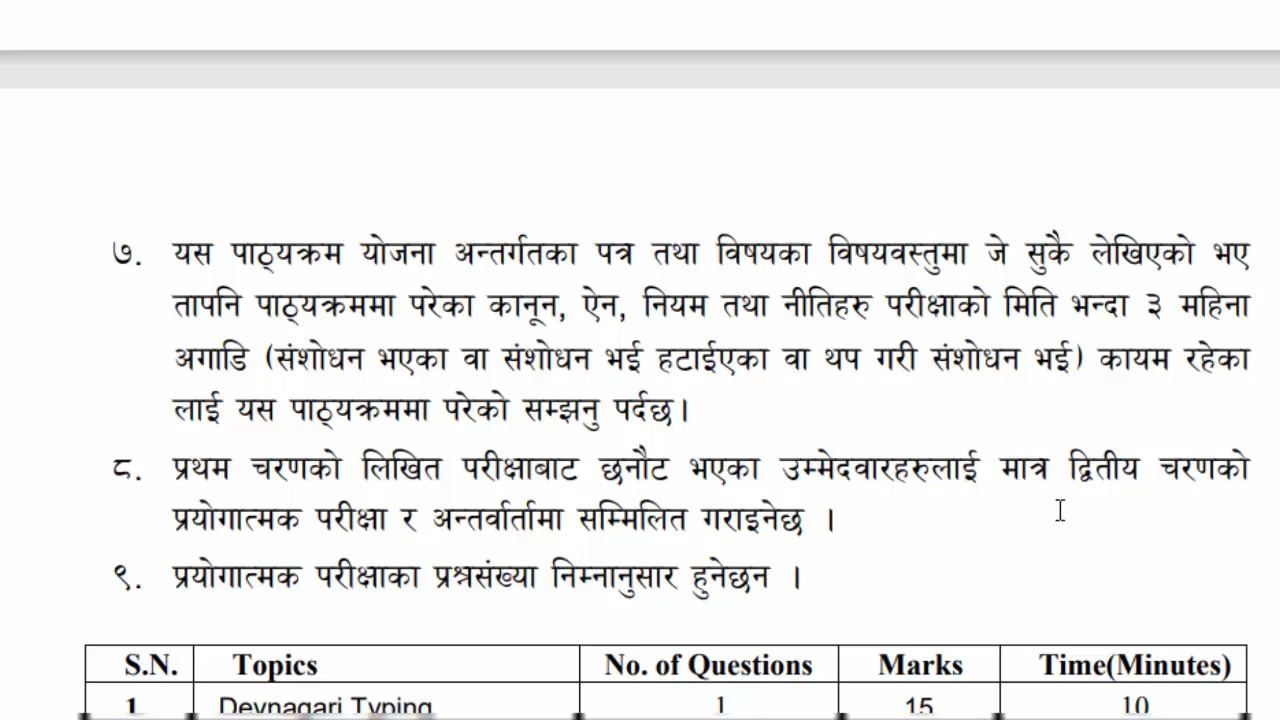 ७. यस पाठ्यक्रम योजना अन्तर्गतका पत्र तथा विषयका विषयवस्तुमा जे सुकै लेखिएको भए
तापनि पाठ्यक्रममा परेका कानून, ऐन, नियम तथा नीतिहरु परीक्षाको मिति भन्दा ३ महिना
अगाडि (संशोधन भएका वा संशोधन भई हटाईएका वा थप गरी संशोधन भई) कायम रहेका
लाई यस पाठ्यक्रममा परेको सम्झनु पर्दछ।
८. प्रथम चरणको लिखित परीक्षाबाट छनौट भएका उम्मेदवारहरुलाई मात्र द्वितीय चरणको
प्रयोगात्मक परीक्षा र अन्तर्वार्तामा सम्मिलित गराइनेछ ।
९. प्रयोगात्मक परीक्षाका प्रश्नसंख्या निम्नानुसार हुनेछन ।
S.N. Topics No. of Questions Marks Time(Minutes)
1 Devnagari Typing 1 15 10